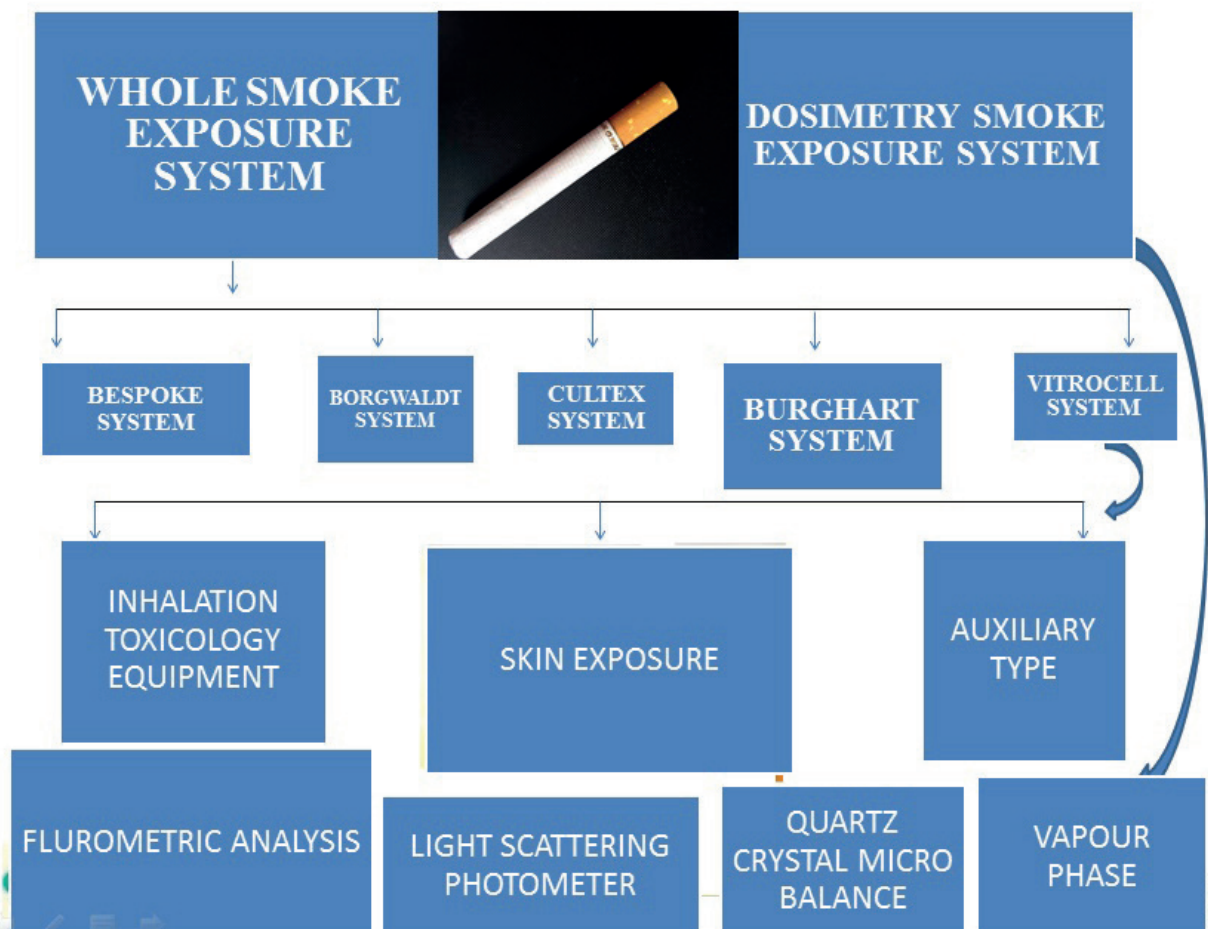 WHOLE SMOKE
EXPOSURE
SYSTEM
DOSIMETRY SMOKE
EXPOSURE SYSTEM
BESPOKE
SYSTEM
BORGWALDT
SYSTEM
CULTEX
SYSTEM
BURGHART
SYSTEM
VITROCELL
SYSTEM
INHALATION
TOXICOLOGY
EQUIPMENT
SKIN EXPOSURE
AUXILIARY
TYPE
FLUROMETRIC ANALYSIS
LIGHT SCATTERING
PHOTOMETER
QUARTZ
CRYSTAL MICRO
BALANCE
VAPOUR
PHASE